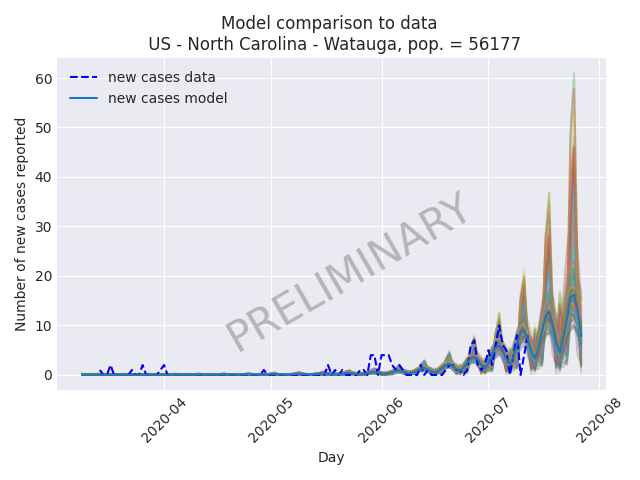 Model comparison to data
US - North Carolina - Watauga, pop. = 56177
new cases data
new cases model
Number of new cases reported
60
50
40
30
20
10
0
PRELIMINARY
2020-04
2020-05
2020-06
2020-07
2020-08
Day